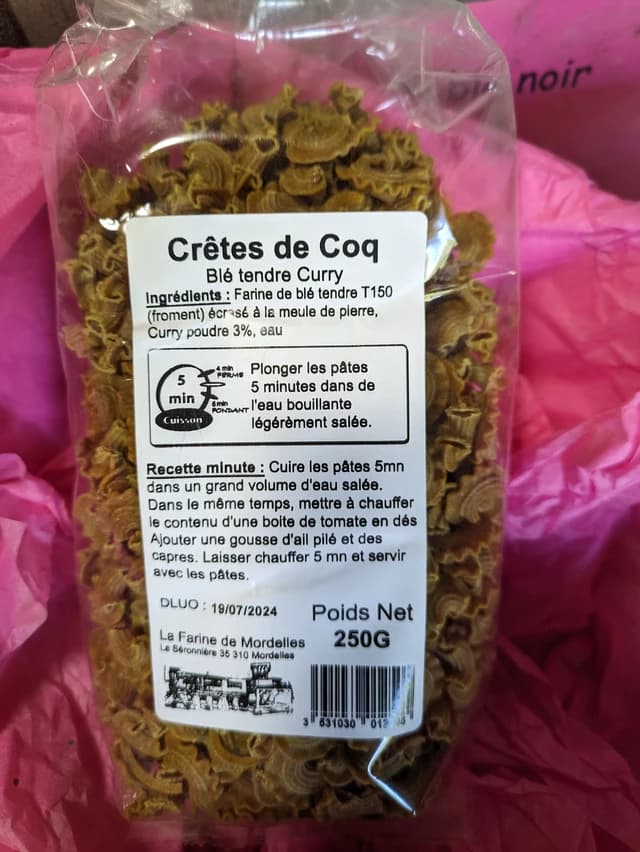 noir
Crêtes de Coq
Blé tendre Curry
Ingrédients : Farine de blé tendre T150
(froment) écrasé à la meule de pierre,
Curry poudre 3%, eau
5
min
Cuisson
4 min
FERME
6 min
FONDANT
Plonger les pâtes
5 minutes dans de
l'eau bouillante
légérèment salée.
Recette minute : Cuire les pâtes 5mn
dans un grand volume d'eau salée.
Dans le même temps, mettre à chauffer
le contenu d'une boite de tomate en dés
Ajouter une gousse d'ail pilé et des
capres. Laisser chauffer 5 mn et servir
avec les pâtes.
DLUO : 19/07/2024
Poids Net
250G
La Farine de Mordelles
La Séronnière 35 310 Mordelles
3 531030 012